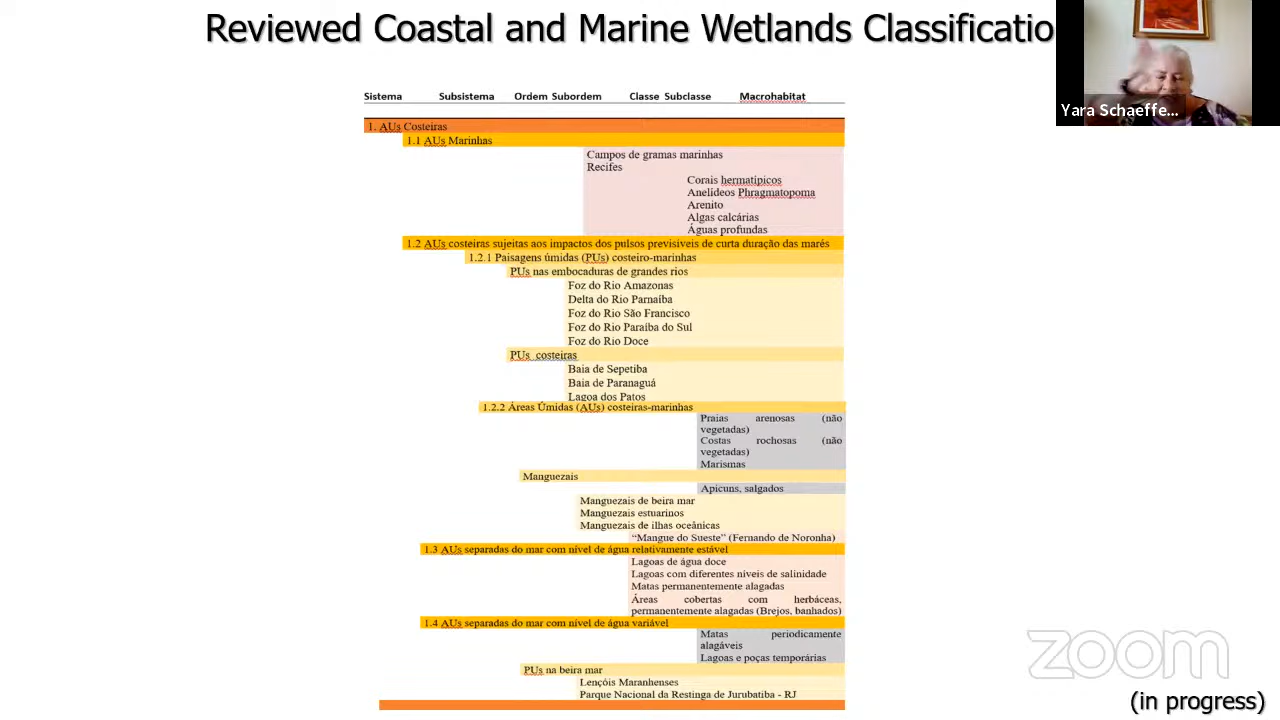 Reviewed Coastal and Marine Wetlands Classificatio
Yara Schaeffe...
Sistema Subsistema Ordem Subordem Classe Subclasse Macrohabitat
1. AUs Costeiras
1.1 AUs Marinhas
Campos de gramas marinhas
Recifes
Corais hermatípicos
Anelídeos Phragmatopoma
Arenito
Algas calcárias
Águas profundas
1.2 AUs costeiras sujeitas aos impactos dos pulsos previsiveis de curta duração das marés
1.2.1 Paisagens úmidas (PUs) costeiro-marinhas
PUs nas embocaduras de grandes rios
Foz do Rio Amazonas
Delta do Rio Parnaíba
Foz do Rio São Francisco
Foz do Rio Paraíba do Sul
Foz do Rio Doce
PUs costeiras
Baia de Sepetiba
Baia de Paranaguá
Lagoa dos Patos
1.2.2 Áreas Úmidas (AUs) costeiras-marinhas
Praias arenosas (não
vegetadas)
Costas rochosas (não
vegetadas)
Marismas
Manguezais
Apicuns, salgados
Manguezais de beira mar
Manguezais estuarinos
Manguezais de ilhas oceânicas
“Mangue do Sueste” (Fernando de Noronha)
1.3 AUs separadas do mar com nível de água relativamente estável
Lagoas de água doce
Lagoas com diferentes níveis de salinidade
Matas permanentemente alagadas
Áreas cobertas com herbáceas,
permanentemente alagadas (Brejos, banhados)
1.4 AUs separadas do mar com nível de água variável
Matas periodicamente
alagáveis
Lagoas e poças temporárias
PUs na beira mar
Lençóis Maranhenses
Parque Nacional da Restinga de Jurubatiba - RJ
zoom
(in progress)